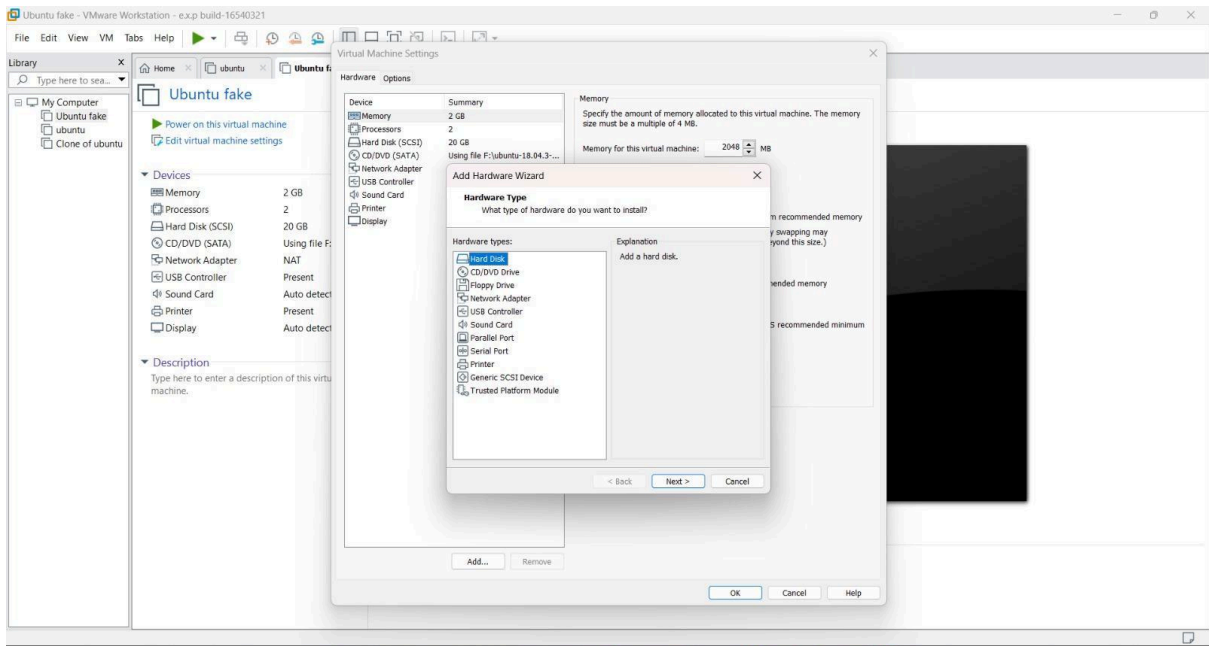 Ubuntu fake - VMware Workstation - e.x.p build-16540321
File Edit View VM Tabs Help
Library X
Type here to sea...
My Computer
Ubuntu fake
ubuntu
Clone of ubuntu
Home ubuntu Ubuntu fa
Ubuntu fake
Power on this virtual machine
Edit virtual machine settings
Devices
Memory 2 GB
Processors 2
Hard Disk (SCSI) 20 GB
CD/DVD (SATA) Using file F:
Network Adapter NAT
USB Controller Present
Sound Card Auto detect
Printer Present
Display Auto detect
Description
Type here to enter a description of this virtu
machine.
Virtual Machine Settings
Hardware Options
Device Summary
Memory 2 GB
Processors 2
Hard Disk (SCSI) 20 GB
CD/DVD (SATA) Using file F:\ubuntu-18.04.3-...
Network Adapter
USB Controller
Sound Card
Printer
Display
Add... Remove
Memory
Specify the amount of memory allocated to this virtual machine. The memory
size must be a multiple of 4 MB.
Memory for this virtual machine: 2048 MB
m recommended memory
y swapping may
eyond this size.)
ended memory
S recommended minimum
Add Hardware Wizard
Hardware Type
What type of hardware do you want to install?
Hardware types:
Hard Disk
CD/DVD Drive
Floppy Drive
Network Adapter
USB Controller
Sound Card
Parallel Port
Serial Port
Printer
Generic SCSI Device
Trusted Platform Module
Explanation
Add a hard disk.
< Back Next > Cancel
OK Cancel Help